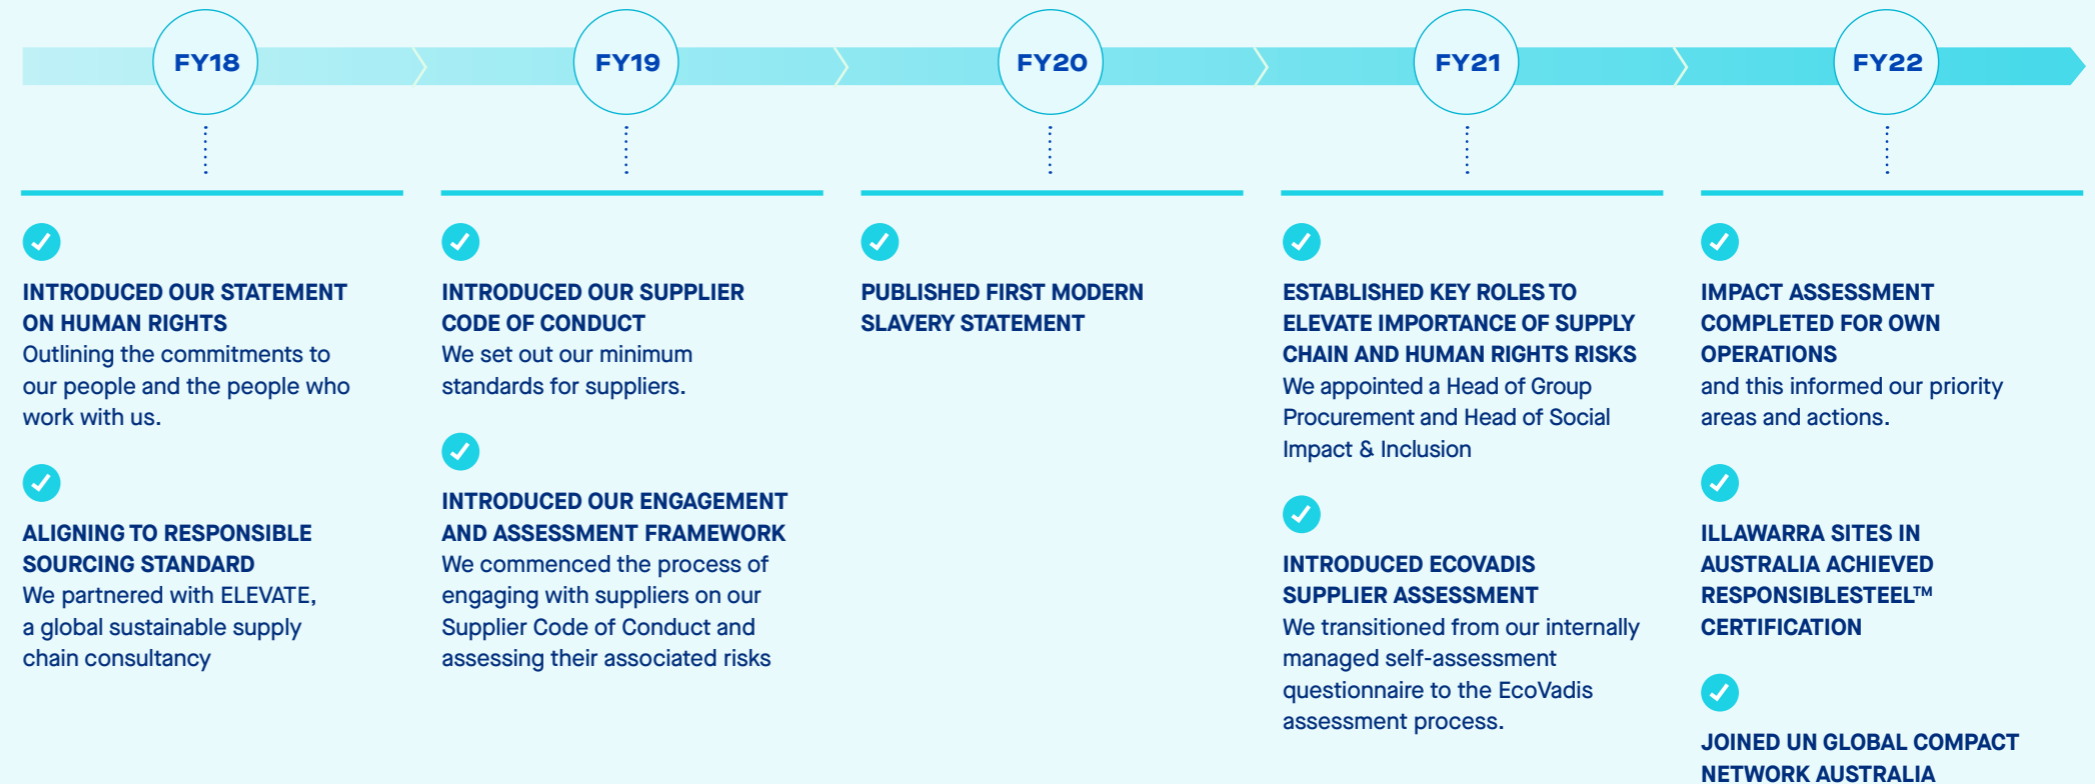 FY18
FY19
FY20
FY21
FY22
INTRODUCED OUR STATEMENT
ON HUMAN RIGHTS
Outlining the commitments to
our people and the people who
work with us.
ALIGNING TO RESPONSIBLE
SOURCING STANDARD
We partnered with ELEVATE,
a global sustainable supply
chain consultancy
INTRODUCED OUR SUPPLIER
CODE OF CONDUCT
We set out our minimum
standards for suppliers.
INTRODUCED OUR ENGAGEMENT
AND ASSESSMENT FRAMEWORK
We commenced the process of
engaging with suppliers on our
Supplier Code of Conduct and
assessing their associated risks
PUBLISHED FIRST MODERN
SLAVERY STATEMENT
ESTABLISHED KEY ROLES TO
ELEVATE IMPORTANCE OF SUPPLY
CHAIN AND HUMAN RIGHTS RISKS
We appointed a Head of Group
Procurement and Head of Social
Impact & Inclusion
INTRODUCED ECOVADIS
SUPPLIER ASSESSMENT
We transitioned from our internally
managed self-assessment
questionnaire to the EcoVadis
assessment process.
IMPACT ASSESSMENT
COMPLETED FOR OWN
OPERATIONS
and this informed our priority
areas and actions.
ILLAWARRA SITES IN
AUSTRALIA ACHIEVED
RESPONSIBLESTEEL™
CERTIFICATION
JOINED UN GLOBAL COMPACT
NETWORK AUSTRALIA